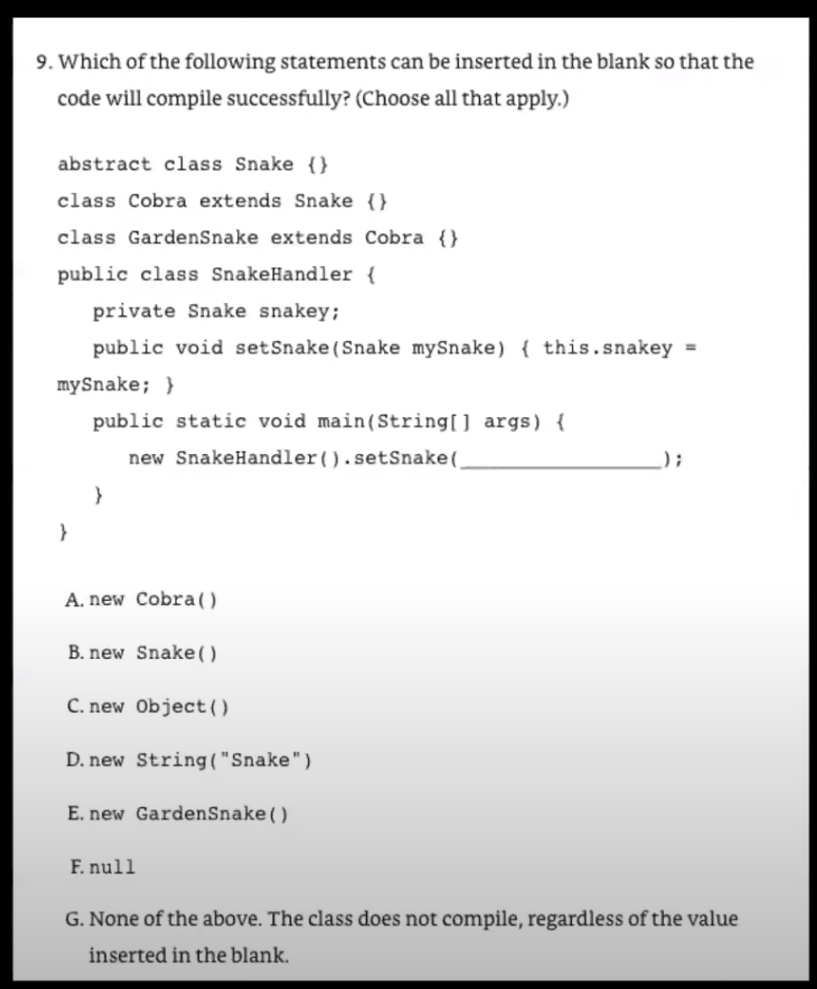 9. Which of the following statements can be inserted in the blank so that the
code will compile successfully? (Choose all that apply.)
abstract class Snake {}
class Cobra extends Snake {}
class GardenSnake extends Cobra {}
public class SnakeHandler {
private Snake snakey;
public void setSnake(Snake mySnake) { this.snakey =
mySnake; }
public static void main(String[] args) {
new SnakeHandler().setSnake(_________________);
}
}
A. new Cobra()
B. new Snake()
C. new Object()
D. new String("Snake")
E. new GardenSnake()
F. null
G. None of the above. The class does not compile, regardless of the value
inserted in the blank.